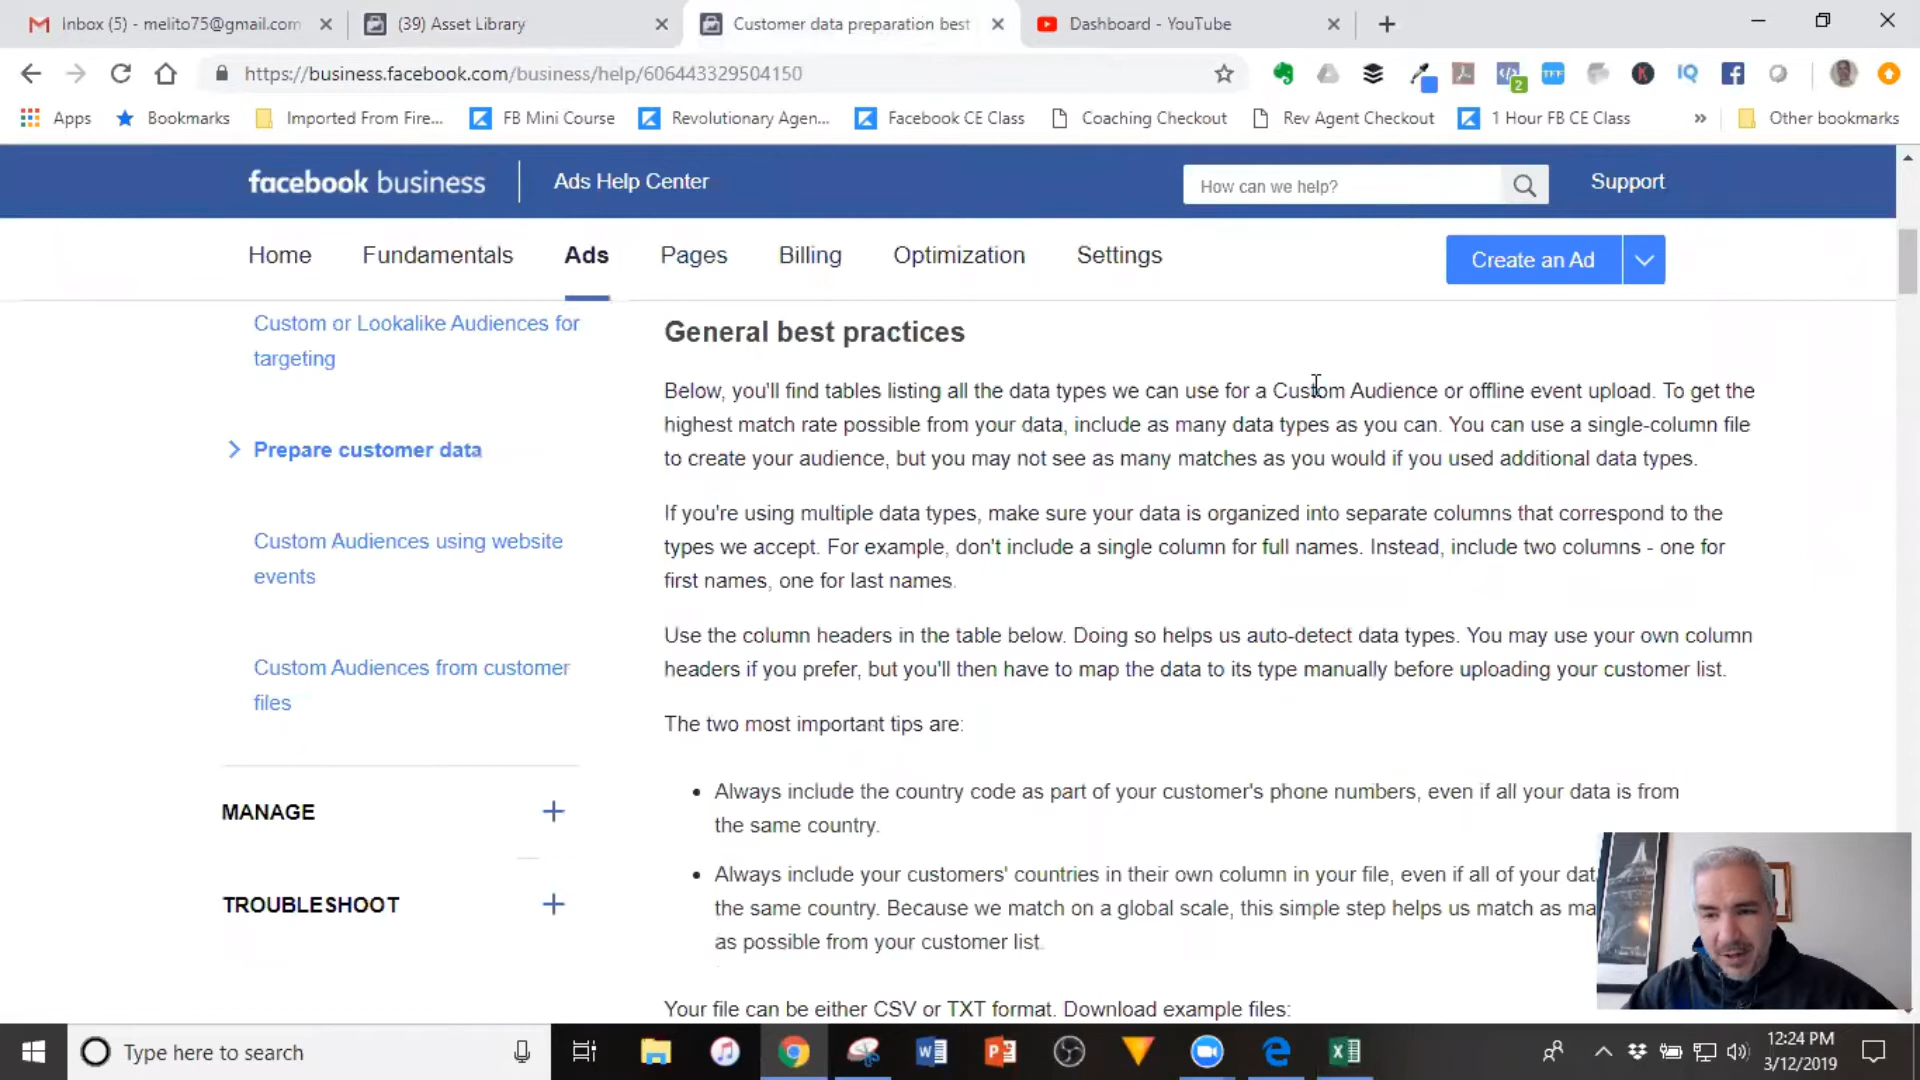 Inbox (5) - melito75@gmail.com
(39) Asset Library
Customer data preparation best
Dashboard - YouTube
https://business.facebook.com/business/help/606443329504150
2
TFF
K
IQ
Apps
Bookmarks
Imported From Fire...
FB Mini Course
Revolutionary Agen...
Facebook CE Class
Coaching Checkout
Rev Agent Checkout
1 Hour FB CE Class
Other bookmarks
facebook business
Ads Help Center
How can we help?
Support
Home
Fundamentals
Ads
Pages
Billing
Optimization
Settings
Create an Ad
Custom or Lookalike Audiences for
targeting
Prepare customer data
Custom Audiences using website
events
Custom Audiences from customer
files
MANAGE
TROUBLESHOOT
General best practices
Below, you'll find tables listing all the data types we can use for a Custom Audience or offline event upload. To get the
highest match rate possible from your data, include as many data types as you can. You can use a single-column file
to create your audience, but you may not see as many matches as you would if you used additional data types.
If you're using multiple data types, make sure your data is organized into separate columns that correspond to the
types we accept. For example, don't include a single column for full names. Instead, include two columns - one for
first names, one for last names.
Use the column headers in the table below. Doing so helps us auto-detect data types. You may use your own column
headers if you prefer, but you'll then have to map the data to its type manually before uploading your customer list.
The two most important tips are:
Always include the country code as part of your customer's phone numbers, even if all your data is from
the same country.
Always include your customers' countries in their own column in your file, even if all of your dat
the same country. Because we match on a global scale, this simple step helps us match as ma
as possible from your customer list.
Your file can be either CSV or TXT format. Download example files:
Type here to search
12:24 PM
3/12/2019